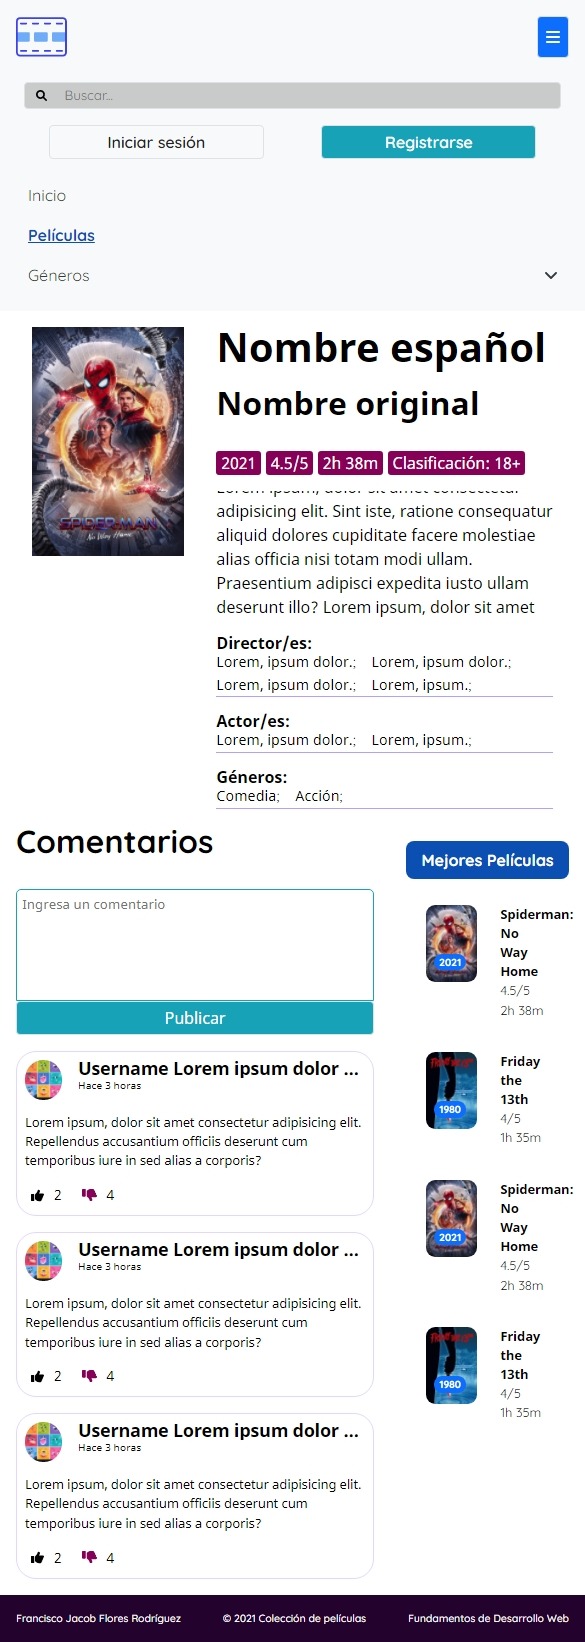 Buscar...
Iniciar sesión
Registrarse
Inicio
Películas
Géneros
SPIDER-MAN
No Way Home
Nombre español
Nombre original
2021 4.5/5 2h 38m Clasificación: 18+
Lorem ipsum, dolor sit amet consectetur
adipisicing elit. Sint iste, ratione consequatur
aliquid dolores cupiditate facere molestiae
alias officia nisi totam modi ullam.
Praesentium adipisci expedita iusto ullam
deserunt illo? Lorem ipsum, dolor sit amet
Director/es:
Lorem, ipsum dolor.; Lorem, ipsum dolor.;
Lorem, ipsum dolor.; Lorem, ipsum.;
Actor/es:
Lorem, ipsum dolor.; Lorem, ipsum.;
Géneros:
Comedia; Acción;
Comentarios
Ingresa un comentario
Publicar
Username Lorem ipsum dolor ...
Hace 3 horas
Lorem ipsum, dolor sit amet consectetur adipisicing elit.
Repellendus accusantium officiis deserunt cum
temporibus iure in sed alias a corporis?
2 4
Username Lorem ipsum dolor ...
Hace 3 horas
Lorem ipsum, dolor sit amet consectetur adipisicing elit.
Repellendus accusantium officiis deserunt cum
temporibus iure in sed alias a corporis?
2 4
Username Lorem ipsum dolor ...
Hace 3 horas
Lorem ipsum, dolor sit amet consectetur adipisicing elit.
Repellendus accusantium officiis deserunt cum
temporibus iure in sed alias a corporis?
2 4
Mejores Películas
2021
Spiderman:
No
Way
Home
4.5/5
2h 38m
1980
Friday
the
13th
4/5
1h 35m
2021
Spiderman:
No
Way
Home
4.5/5
2h 38m
1980
Friday
the
13th
4/5
1h 35m
Francisco Jacob Flores Rodríguez
© 2021 Colección de películas
Fundamentos de Desarrollo Web